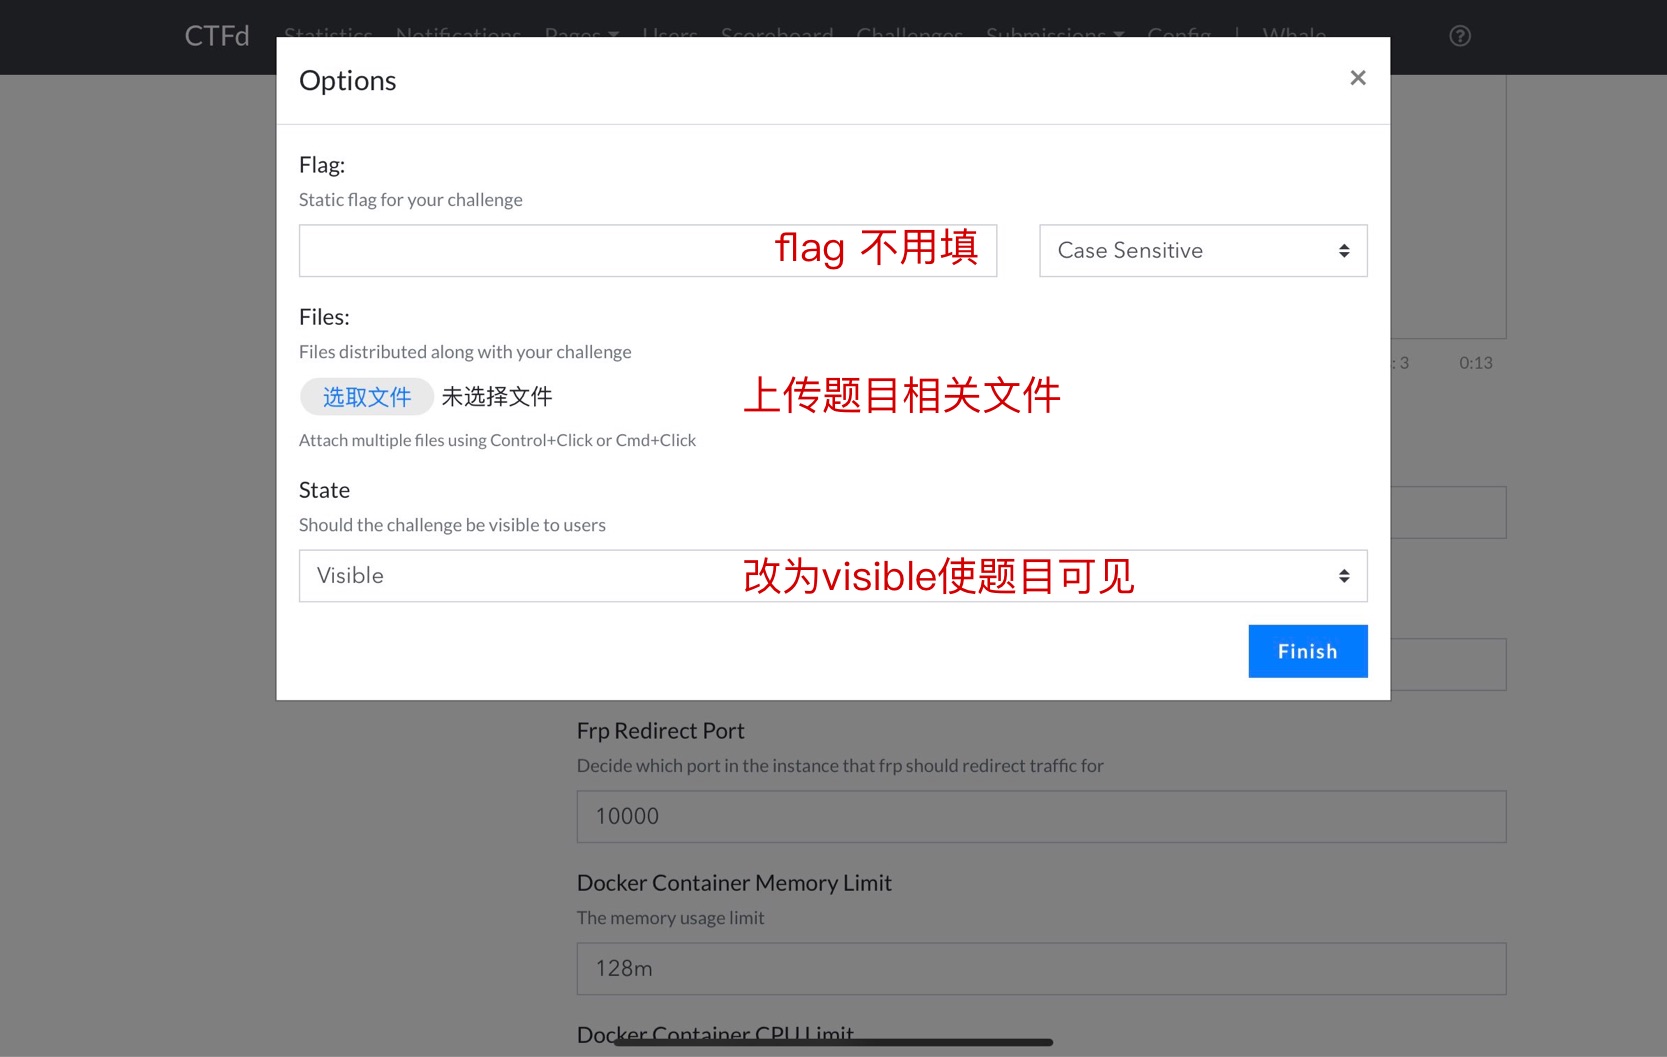 CTFd Statistics Notifications Pages Users Scoreboard Challenges Submissions Config | Whale
Options ×
Flag:
Static flag for your challenge
flag 不用填
Case Sensitive
Files:
Files distributed along with your challenge
选取文件 未选择文件
上传题目相关文件
Attach multiple files using Control+Click or Cmd+Click
: 3 0:13
State
Should the challenge be visible to users
Visible
改为visible使题目可见
Finish
Frp Redirect Port
Decide which port in the instance that frp should redirect traffic for
10000
Docker Container Memory Limit
The memory usage limit
128m
Docker Container CPU Limit